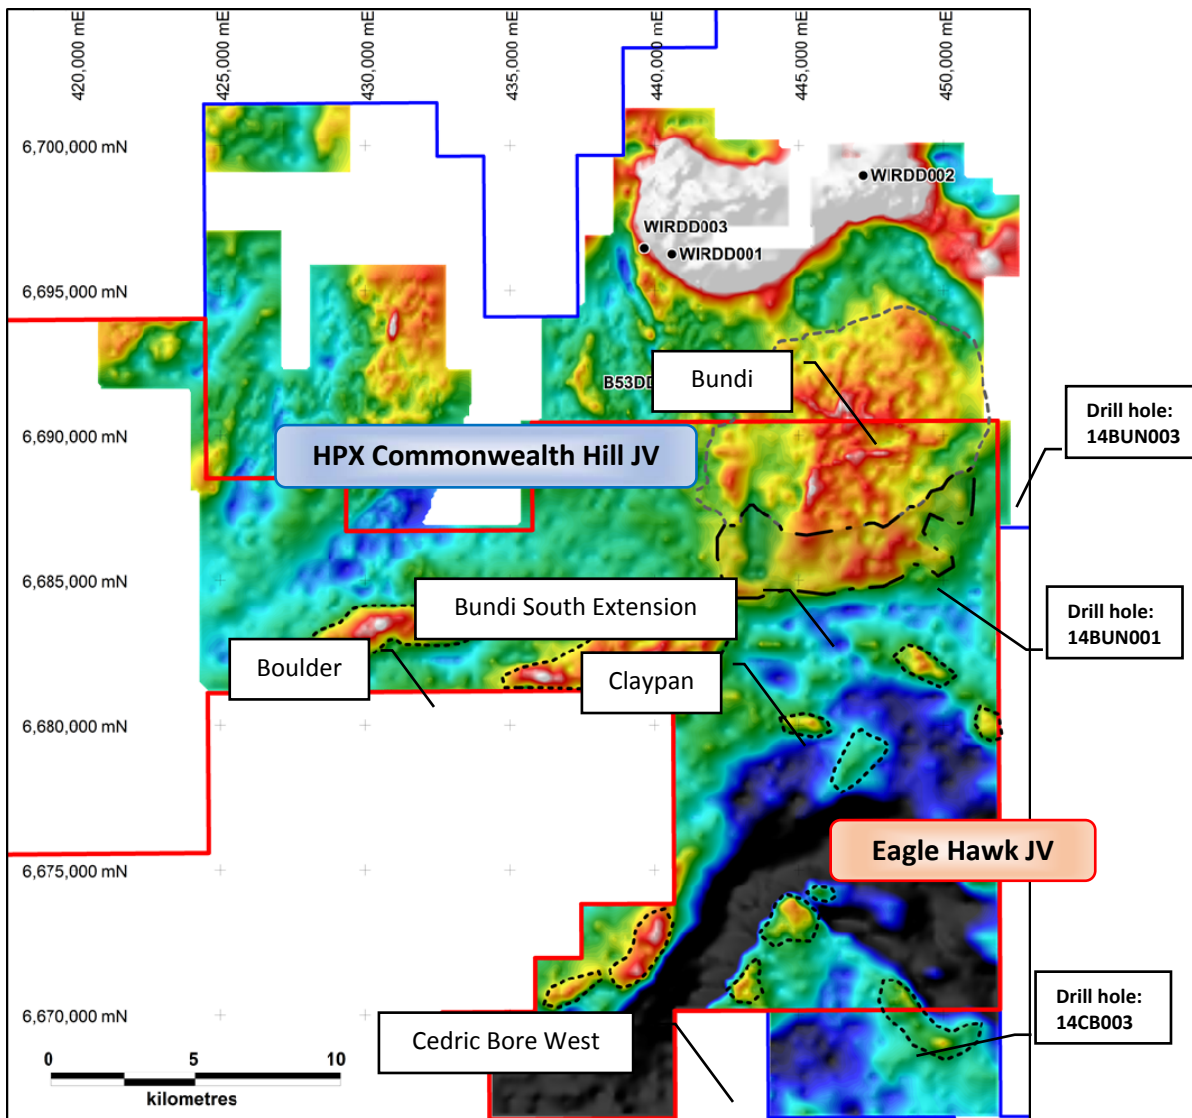 420,000 mE
425,000 mE
430,000 mE
435,000 mE
440,000 mE
445,000 mE
450,000 mE
6,700,000 mN
WIRDD002
WIRDD003
WIRDD001
6,695,000 mN
Bundi
B53DD
Drill hole:
14BUN003
6,690,000 mN
HPX Commonwealth Hill JV
6,685,000 mN
Bundi South Extension
Drill hole:
14BUN001
Boulder
Claypan
6,680,000 mN
Eagle Hawk JV
6,675,000 mN
Drill hole:
14CB003
6,670,000 mN
Cedric Bore West
0 5 10
kilometres